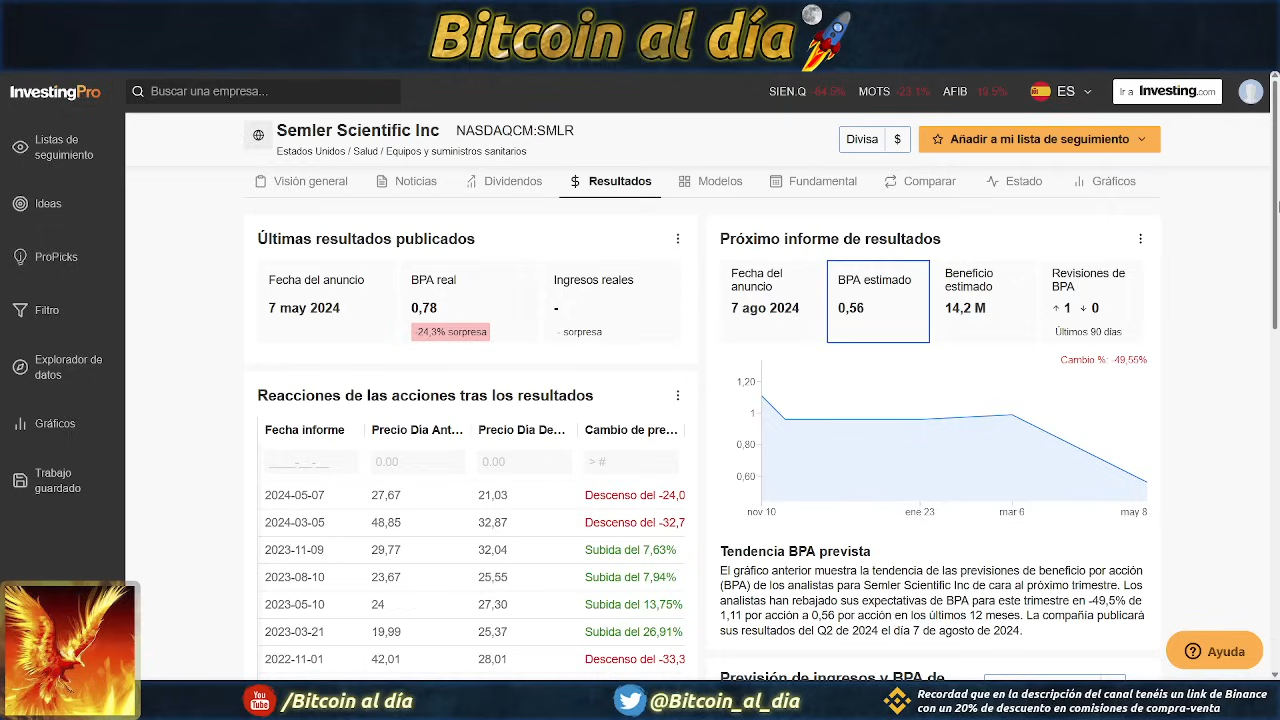 Bitcoin al día
InvestingPro
Buscar una empresa...
SIEN.Q -84.5% MOTS -23.1% AFIB 19.5%
ES
Ir a Investing.com
Listas de seguimiento
Ideas
ProPicks
Filtro
Explorador de datos
Gráficos
Trabajo guardado
Semler Scientific Inc NASDAQCM:SMLR
Estados Unidos / Salud / Equipos y suministros sanitarios
Divisa $
Añadir a mi lista de seguimiento
Visión general Noticias Dividendos Resultados Modelos Fundamental Comparar Estado Gráficos
Últimas resultados publicados
Fecha del anuncio BPA real Ingresos reales
7 may 2024 0,78 -
-24,3% sorpresa - sorpresa
Reacciones de las acciones tras los resultados
Fecha informe Precio Día Ant... Precio Día De... Cambio de pre...
__-_-__ 0.00 0.00 > #
2024-05-07 27,67 21,03 Descenso del -24,0
2024-03-05 48,85 32,87 Descenso del -32,7
2023-11-09 29,77 32,04 Subida del 7,63%
2023-08-10 23,67 25,55 Subida del 7,94%
2023-05-10 24 27,30 Subida del 13,75%
2023-03-21 19,99 25,37 Subida del 26,91%
2022-11-01 42,01 28,01 Descenso del -33,3
Próximo informe de resultados
Fecha del anuncio BPA estimado Beneficio estimado Revisiones de BPA
7 ago 2024 0,56 14,2 M ↑ 1 ↓ 0
Últimos 90 días
Cambio %: -49,55%
1,20
1
0,80
0,60
nov 10 ene 23 mar 6 may 8
Tendencia BPA prevista
El gráfico anterior muestra la tendencia de las previsiones de beneficio por acción
(BPA) de los analistas para Semler Scientific Inc de cara al próximo trimestre. Los
analistas han rebajado sus expectativas de BPA para este trimestre en -49,5% de
1,11 por acción a 0,56 por acción en los últimos 12 meses. La compañía publicará
sus resultados del Q2 de 2024 el día 7 de agosto de 2024.
Previsión de ingresos y BPA de
Ayuda
You Tube /Bitcoin al día
@Bitcoin_al_dia
Recordad que en la descripción del canal tenéis un link de Binance
con un 20% de descuento en comisiones de compra-venta